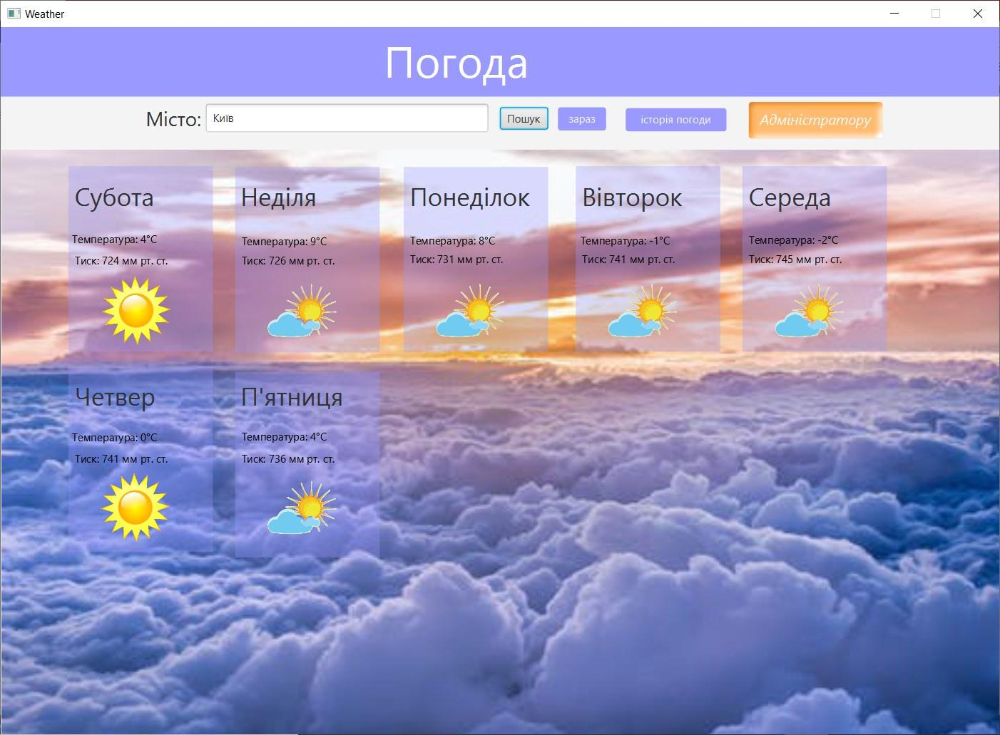 Weather
Погода
Місто: Київ Пошук зараз історія погоди Адміністратору
Субота
Температура: 4°C
Тиск: 724 мм рт. ст.
Неділя
Температура: 9°C
Тиск: 726 мм рт. ст.
Понеділок
Температура: 8°C
Тиск: 731 мм рт. ст.
Вівторок
Температура: -1°C
Тиск: 741 мм рт. ст.
Середа
Температура: -2°C
Тиск: 745 мм рт. ст.
Четвер
Температура: 0°C
Тиск: 741 мм рт. ст.
П'ятниця
Температура: 4°C
Тиск: 736 мм рт. ст.